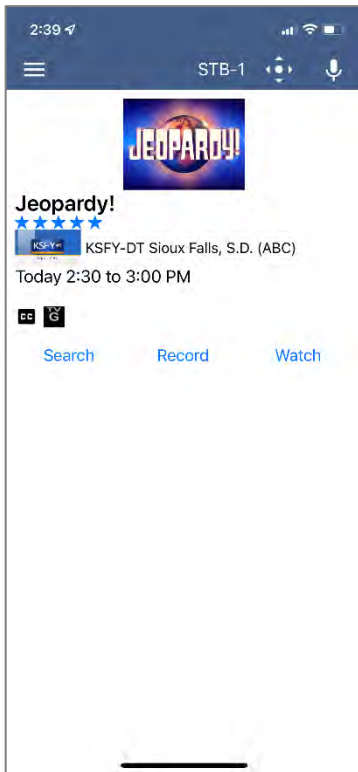 2:39
STB-1
JEOPARDY!
Jeopardy!
KSFY
KSFY-DT Sioux Falls, S.D. (ABC)
Today 2:30 to 3:00 PM
CC TV G
Search Record Watch